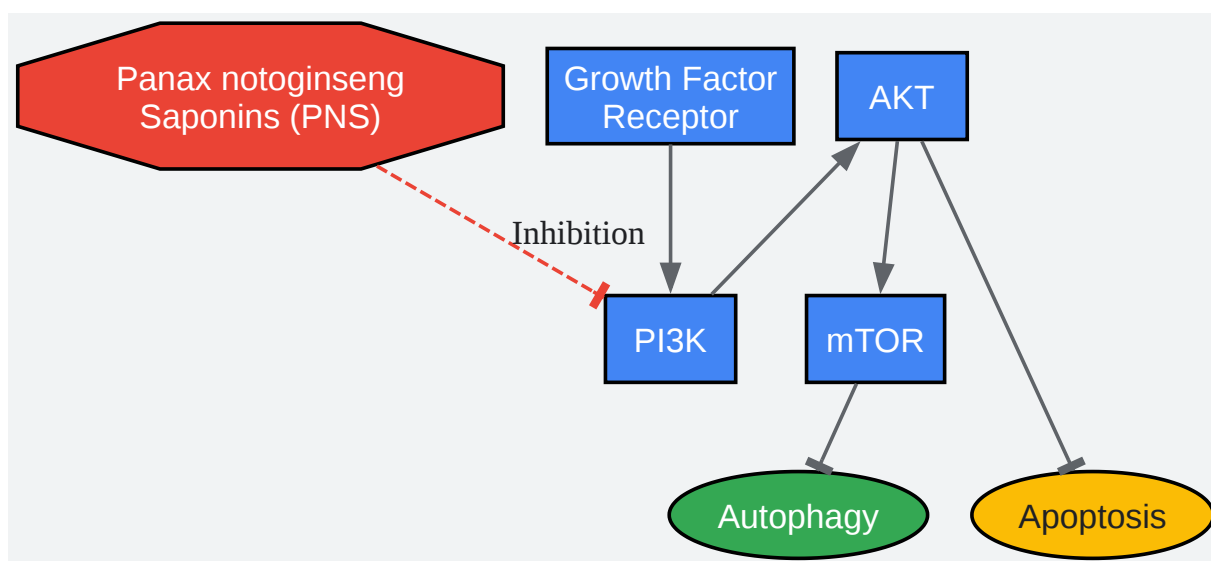 Panax notoginseng
Saponins (PNS)
Growth Factor
Receptor
AKT
Inhibition
PI3K
mTOR
Autophagy
Apoptosis